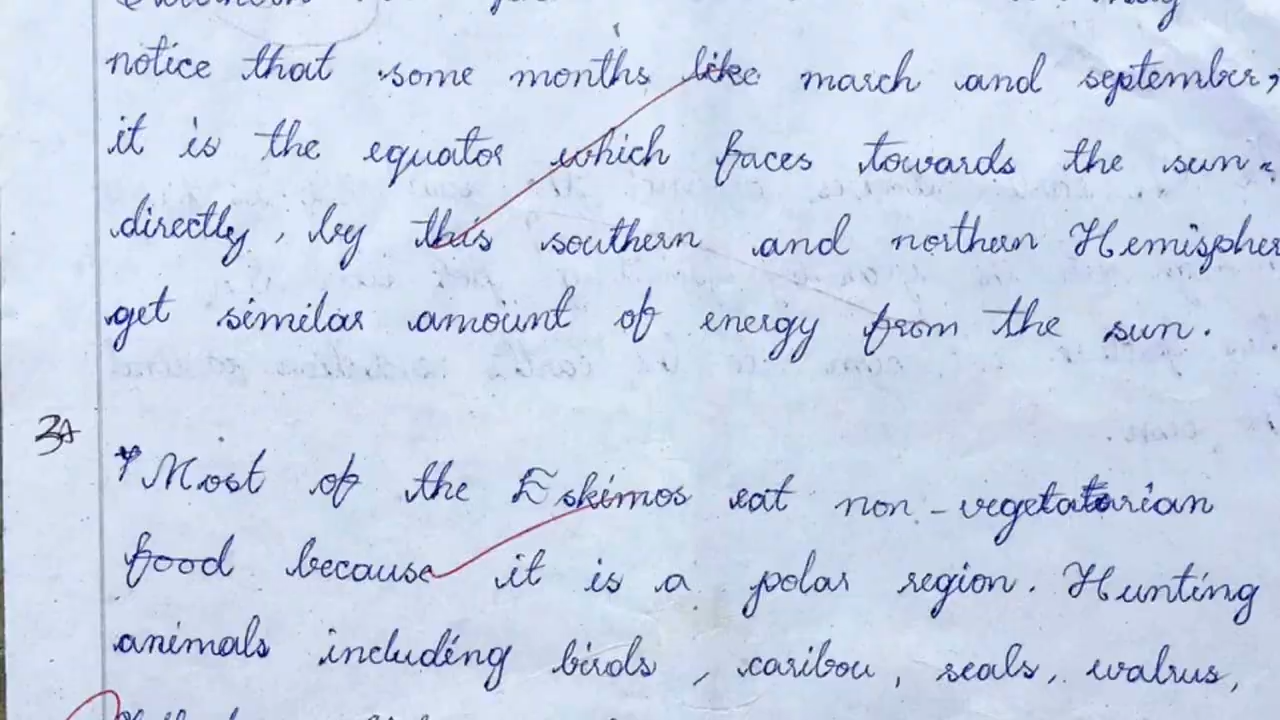 notice that some months like march and september,
it is the equator which faces towards the sun
directly, by this southern and northern Hemispher
get similar amount of energy from the sun.
3A
Most of the Eskimos eat non-vegetatarian
food because it is a polar region. Hunting
animals including birds, caribou, seals, walrus,